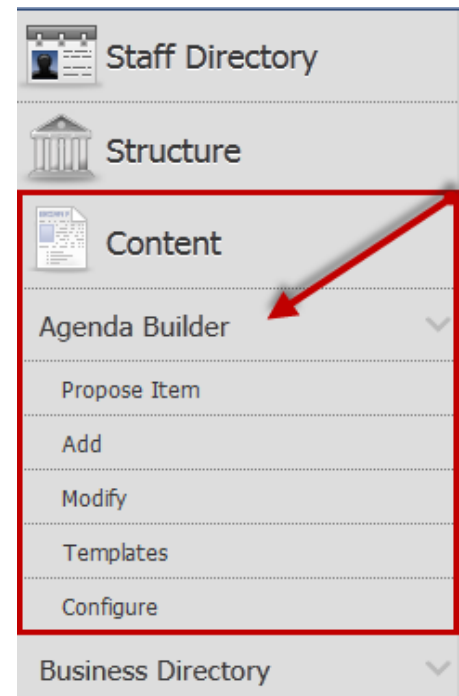 Staff Directory
Structure
Content
Agenda Builder
Propose Item
Add
Modify
Templates
Configure
Business Directory